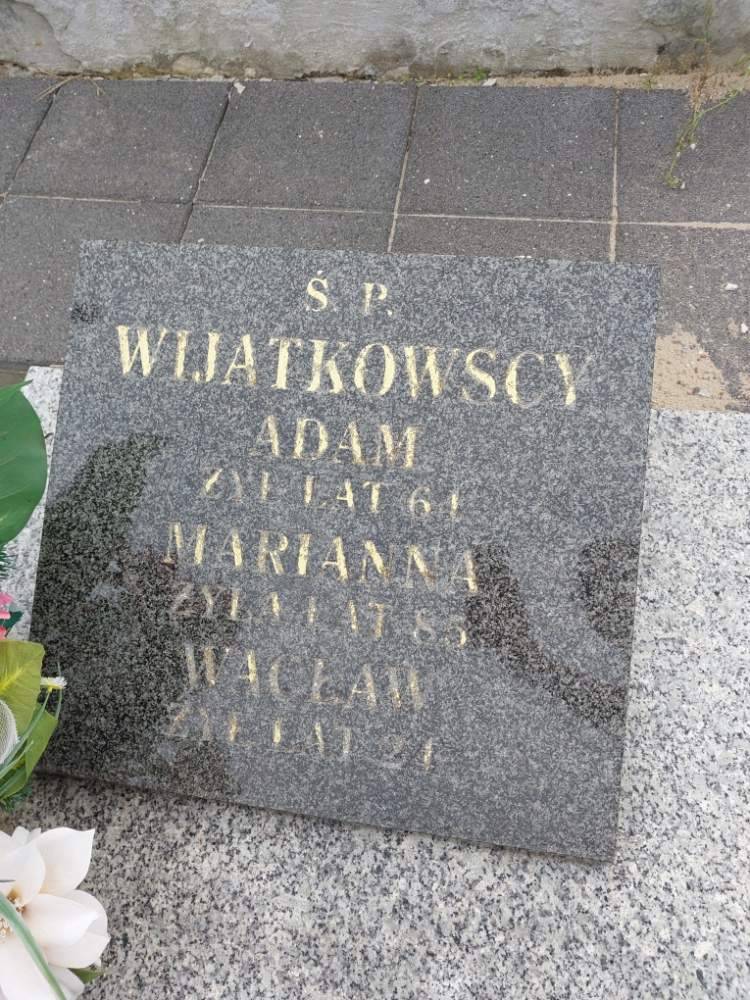 Ś. P.
WIJATKOWSCY
ADAM
ŻYŁ LAT 64
MARIANNA
ŻYŁA LAT 85
WACŁAW
ŻYŁ LAT 24